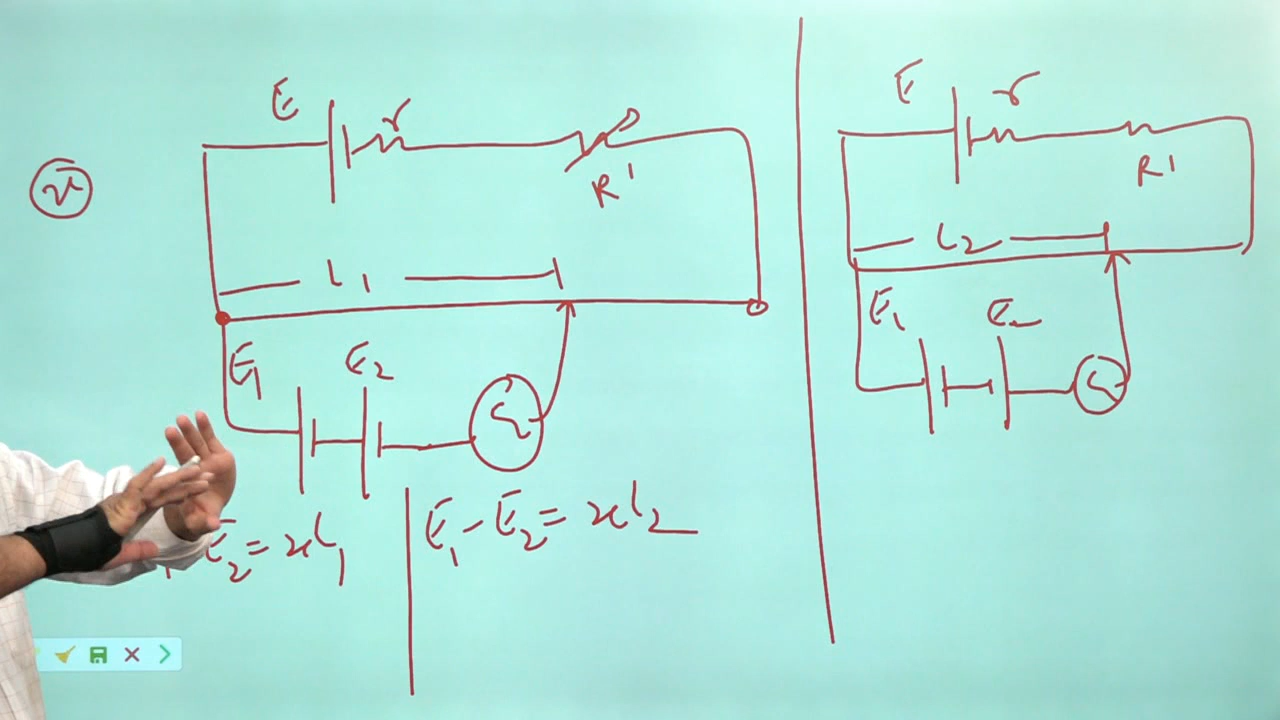 E r
R'
v
L1
E1 E2
G
E2 = xl1
E1 - E2 = xl2
E r
R'
L2
E1 E2
G